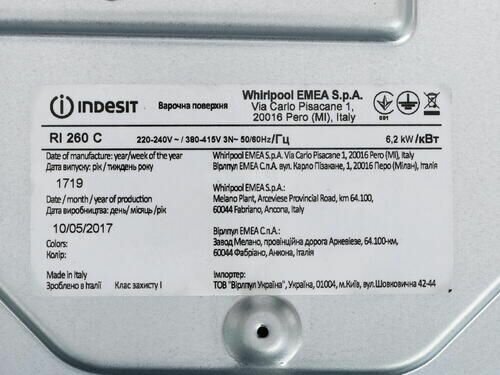 INDESIT
Варочна поверхня
Whirlpool EMEA S.p.A.
Via Carlo Pisacane 1,
20016 Pero (MI), Italy
001
RI 260 C 220-240V ~ / 380-415V 3N~ 50/60Hz/Гц 6,2 kW/кВт
Date of manufacture: year/week of the year
Дата випуску: рік / тиждень року
1719
Date / month / year of production
Дата виробництва: день/ місяць /рік
10/05/2017
Colors:
Колір:
Made in Italy
Зроблено в Італії Клас захисту I
Whirlpool EMEA S.p.A. Via Carlo Pisacane 1, 20016 Pero (MI), Italy
Вірлпул ЕМЕА С.п.А. вул. Карло Пізакане, 1, 20016 Перо (Мілан), Італія
Whirlpool EMEA S.p.A.:
Melano Plant, Arceviese Provincial Road, km 64.100,
60044 Fabriano, Ancona, Italy
Вірлпул ЕМЕА С.п.А.:
Завод Мелано, провінційна дорога Арневіезе, 64.100-км,
60044 Фабріано, Анкона, Італія
Імпортер:
ТОВ "Вірлпул Україна", Україна, 01004, м.Київ, вул.Шовковична 42-44